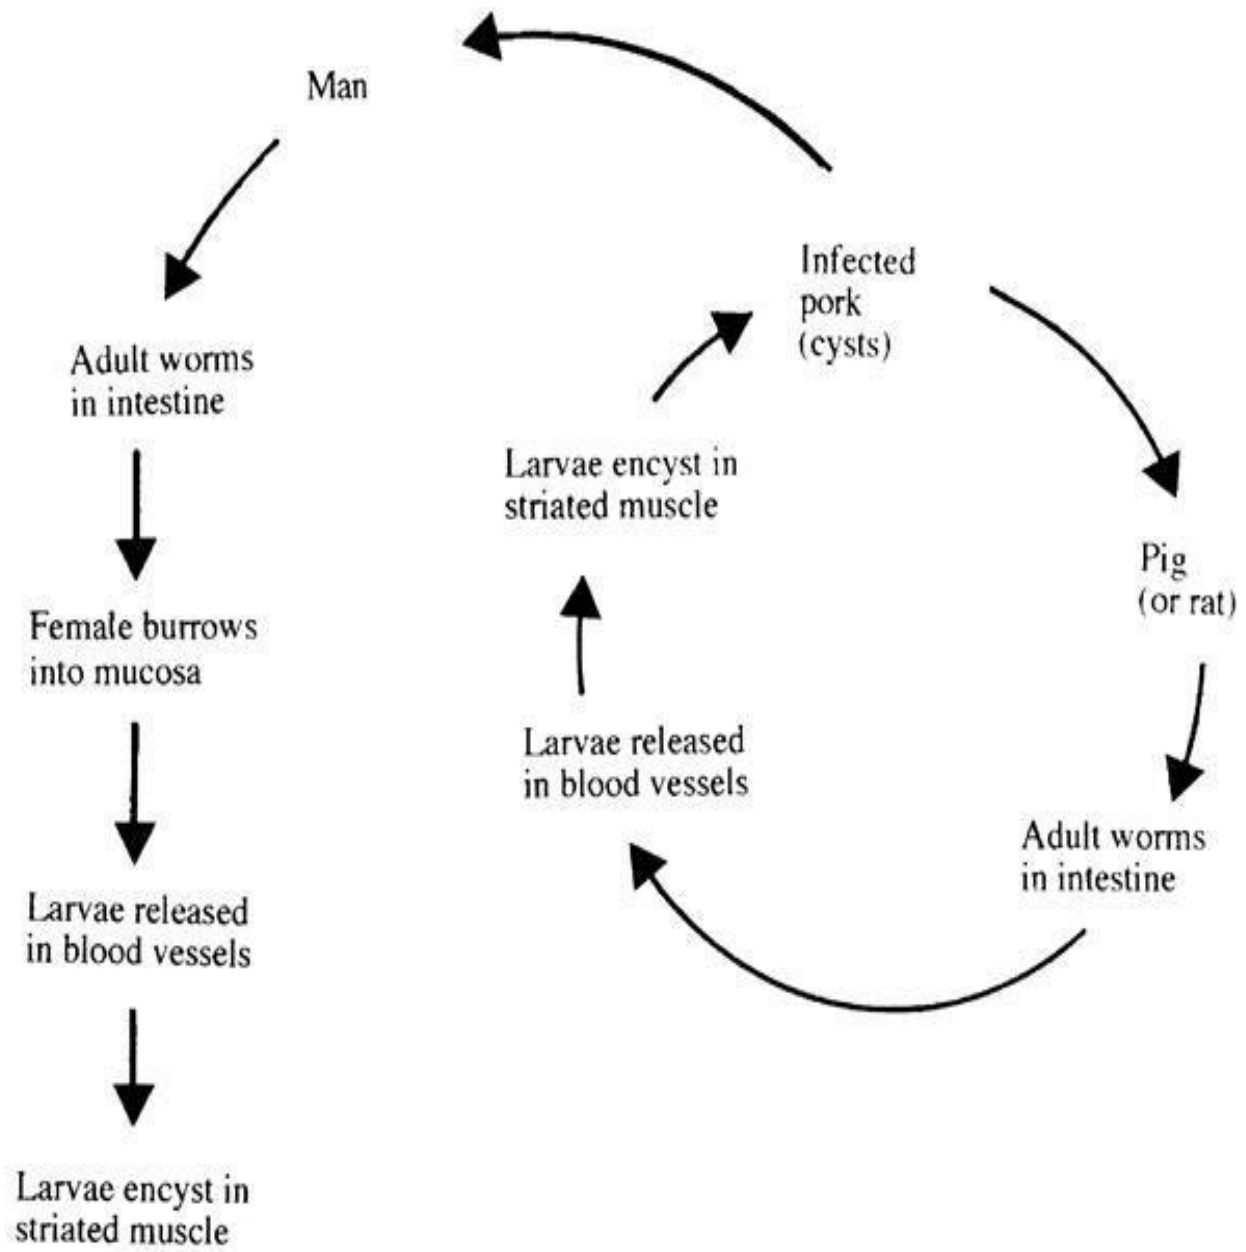 Man
Adult worms
in intestine
Female burrows
into mucosa
Larvae released
in blood vessels
Larvae encyst in
striated muscle
Infected
pork
(cysts)
Pig
(or rat)
Adult worms
in intestine
Larvae released
in blood vessels
Larvae encyst in
striated muscle